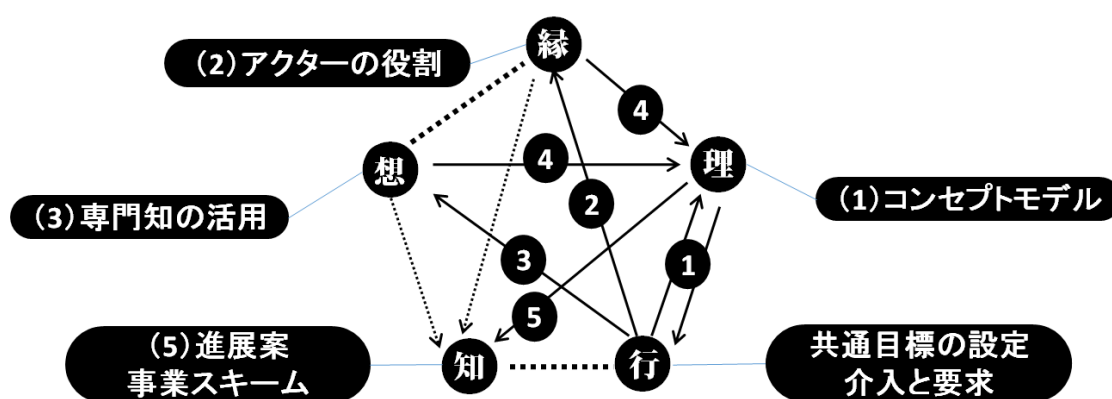 縁
(2)アクターの役割
4
4
想
理
2
(3)専門知の活用
(1)コンセプトモデル
3
1
5
(5)進展案
事業スキーム
知
行
共通目標の設定
介入と要求